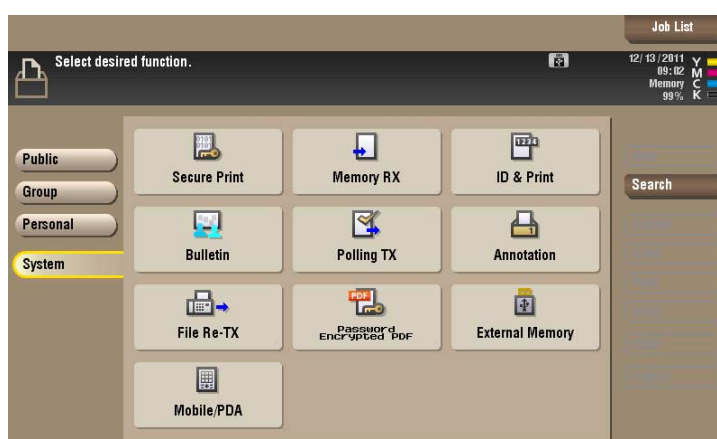 Job List
Select desired function.
12/13/2011
09:02
Memory
99%
Y
M
C
K
Public
Group
Personal
System
Secure Print
Memory RX
1234
ID & Print
Search
Bulletin
Polling TX
Annotation
File Re-TX
PDF
Password
Encrypted PDF
External Memory
Mobile/PDA